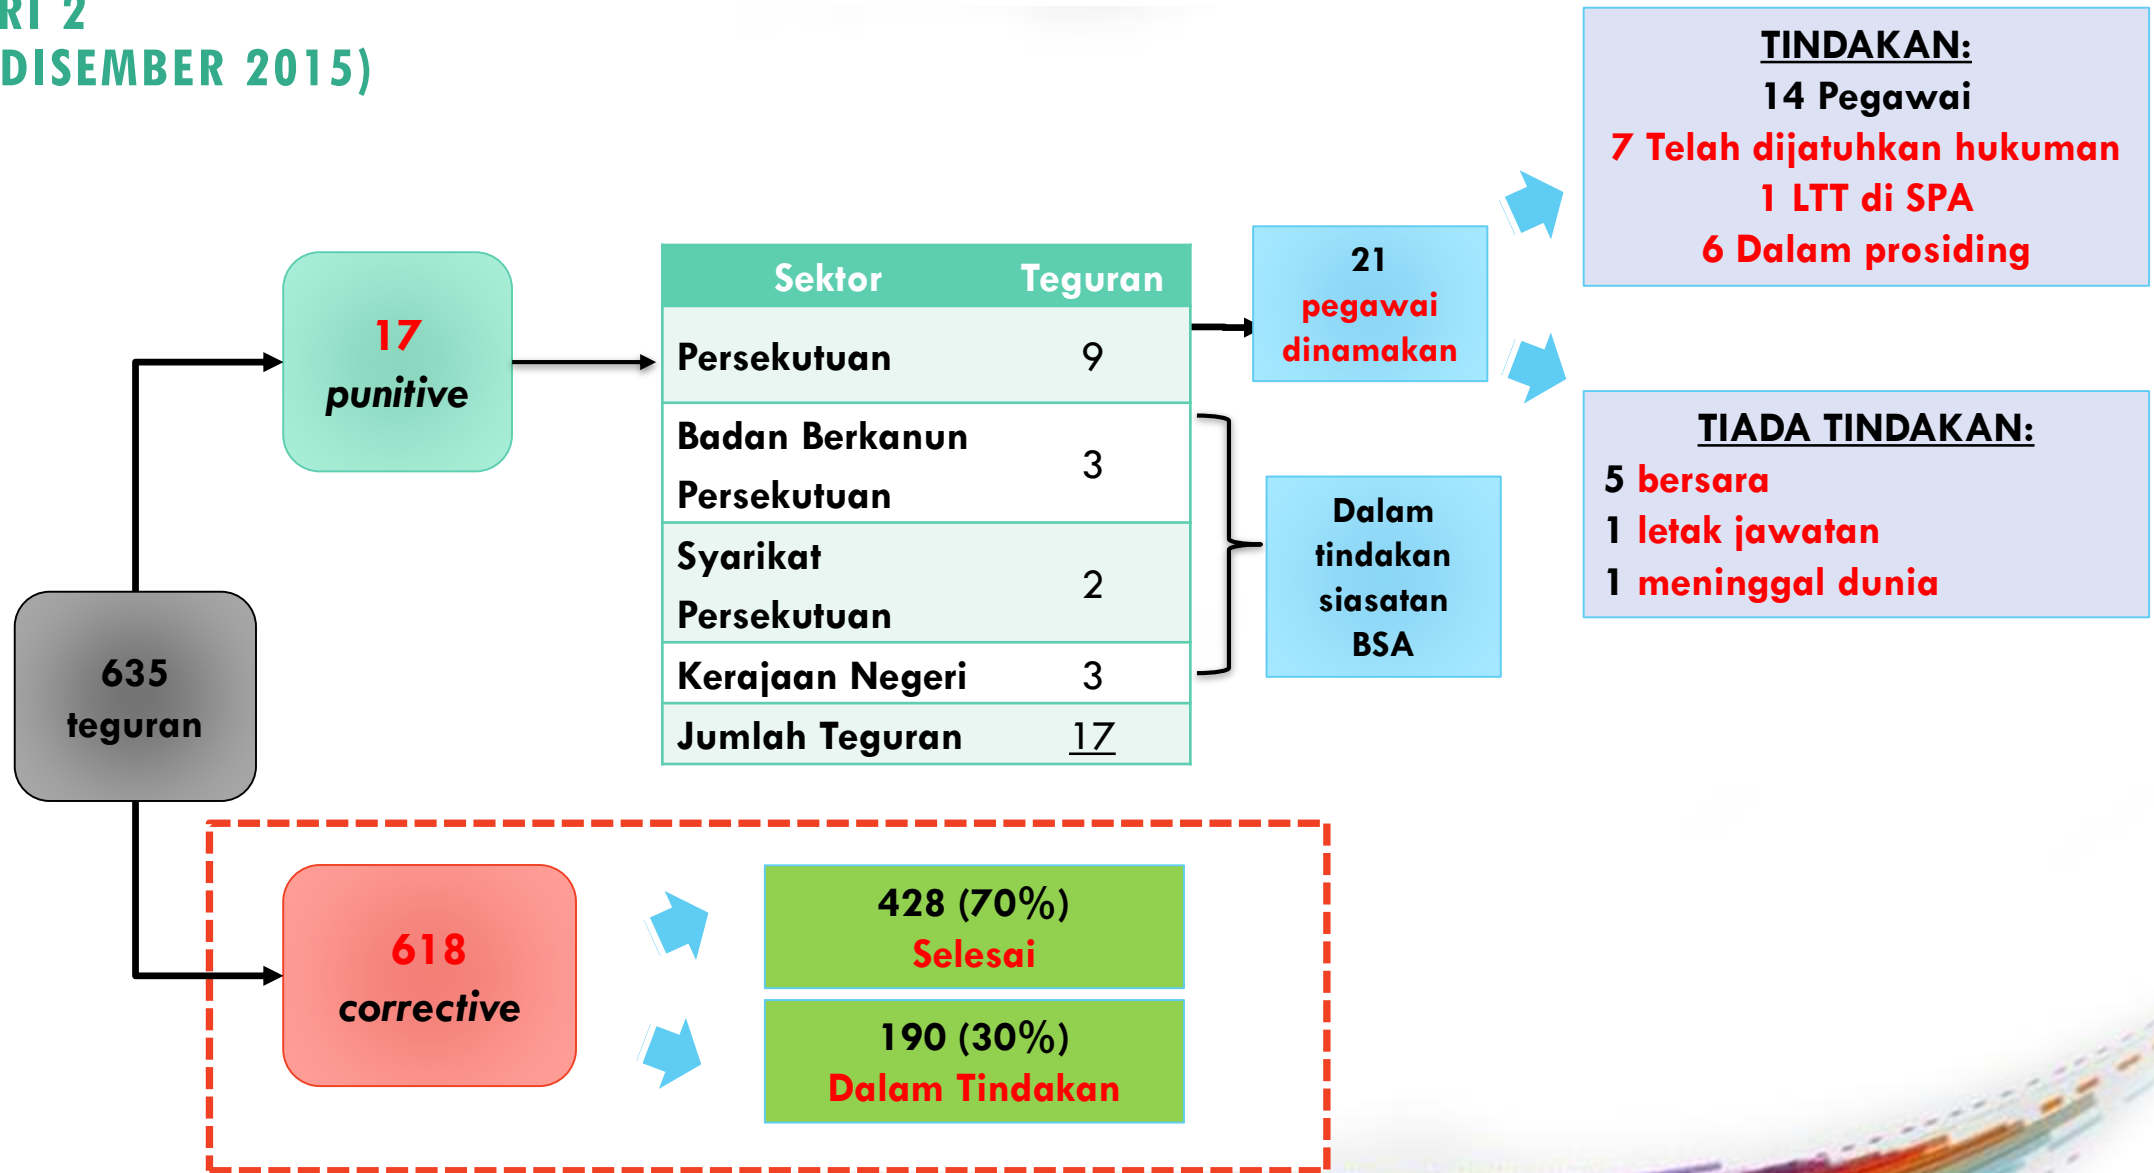 RI 2
DISEMBER 2015)
635
teguran
17
punitive
Sektor Teguran
Persekutuan 9
Badan Berkanun
Persekutuan
3
Syarikat
Persekutuan
2
Kerajaan Negeri 3
Jumlah Teguran 17
21
pegawai
dinamakan
Dalam
tindakan
siasatan
BSA
TINDAKAN:
14 Pegawai
7 Telah dijatuhkan hukuman
1 LTT di SPA
6 Dalam prosiding
TIADA TINDAKAN:
5 bersara
1 letak jawatan
1 meninggal dunia
618
corrective
428 (70%)
Selesai
190 (30%)
Dalam Tindakan